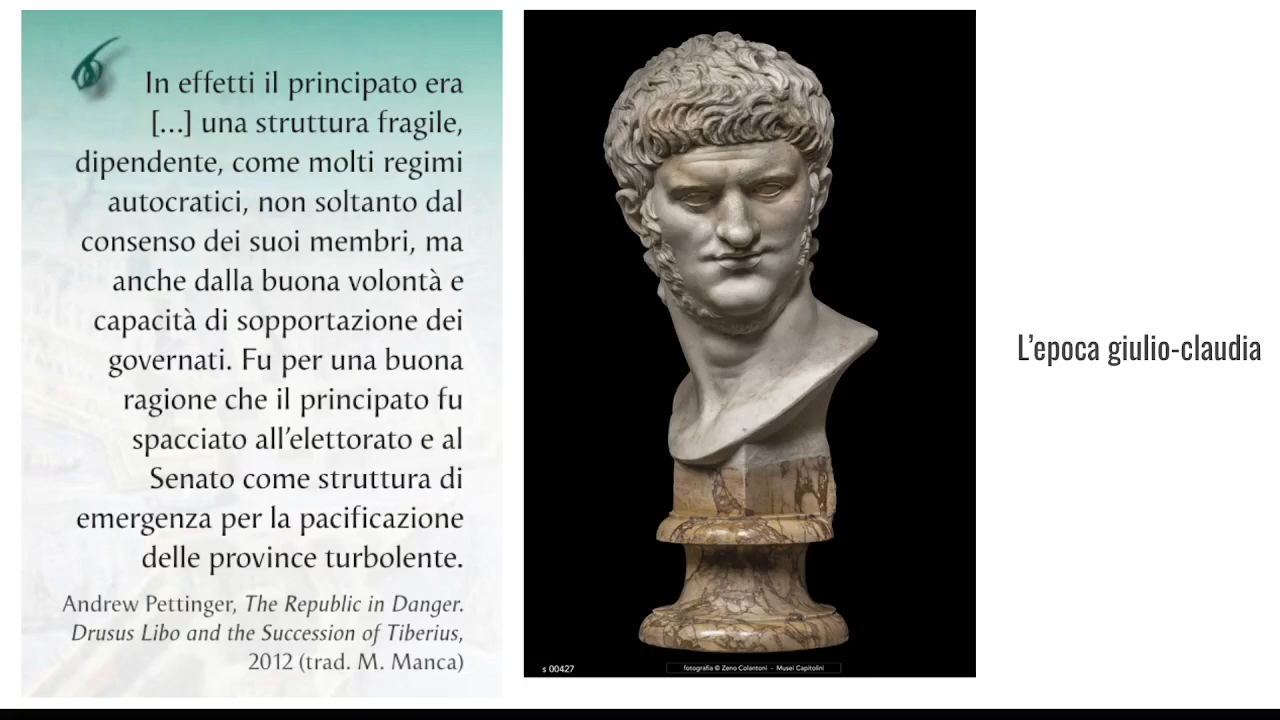 In effetti il principato era
[...] una struttura fragile,
dipendente, come molti regimi
autocratici, non soltanto dal
consenso dei suoi membri, ma
anche dalla buona volontà e
capacità di sopportazione dei
governati. Fu per una buona
ragione che il principato fu
spacciato all’elettorato e al
Senato come struttura di
emergenza per la pacificazione
delle province turbolente.
Andrew Pettinger, The Republic in Danger.
Drusus Libo and the Succession of Tiberius,
2012 (trad. M. Manca)
s 00427
fotografia © Zeno Colantoni - Musei Capitolini
L’epoca giulio-claudia